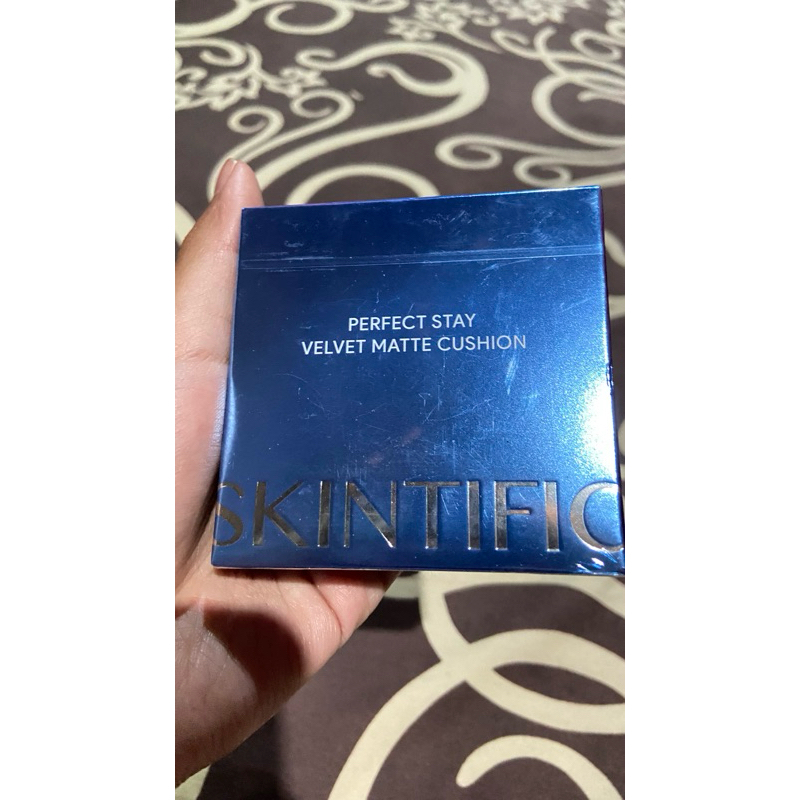 PERFECT STAY
VELVET MATTE CUSHION
SKINTIFIC